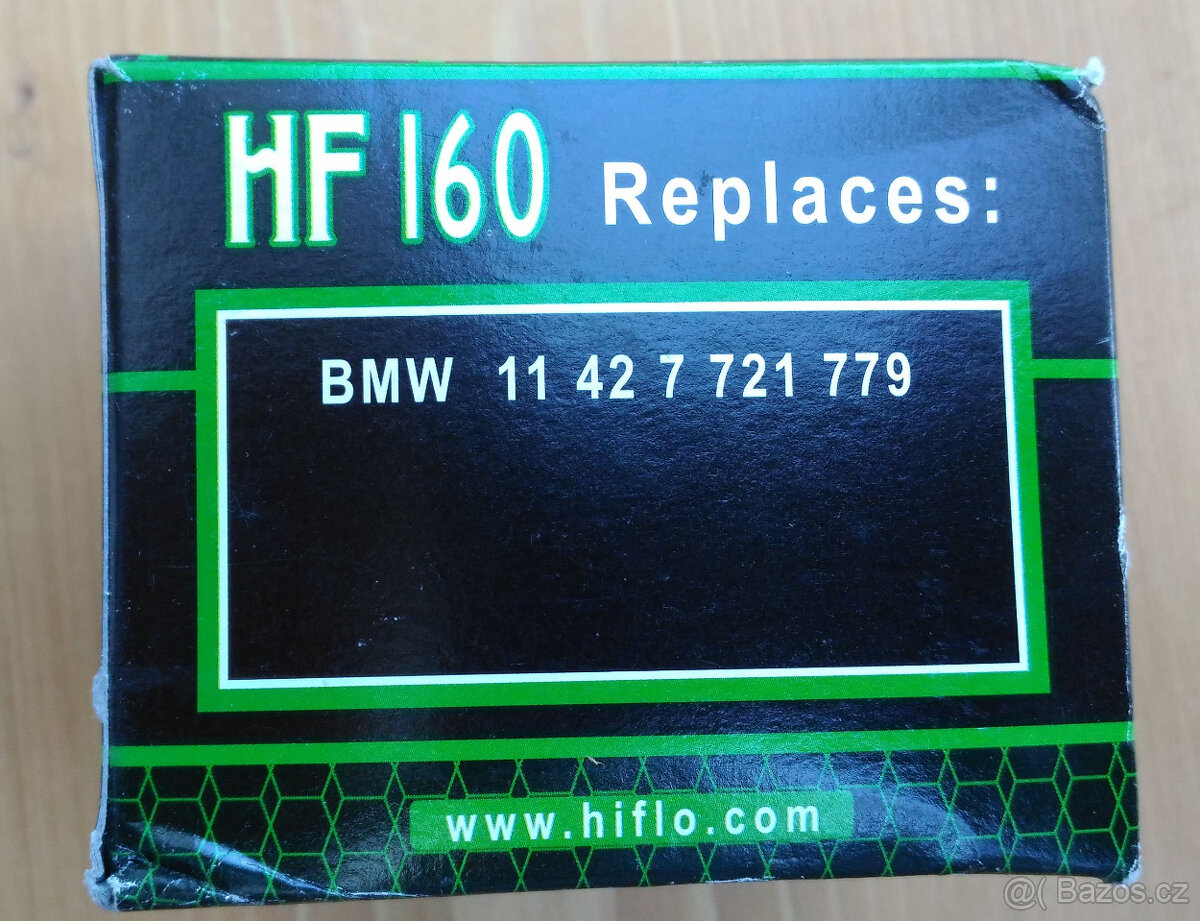 HF 160 Replaces:
BMW 11 42 7 721 779
www.hiflo.com
@( Bazos.cz